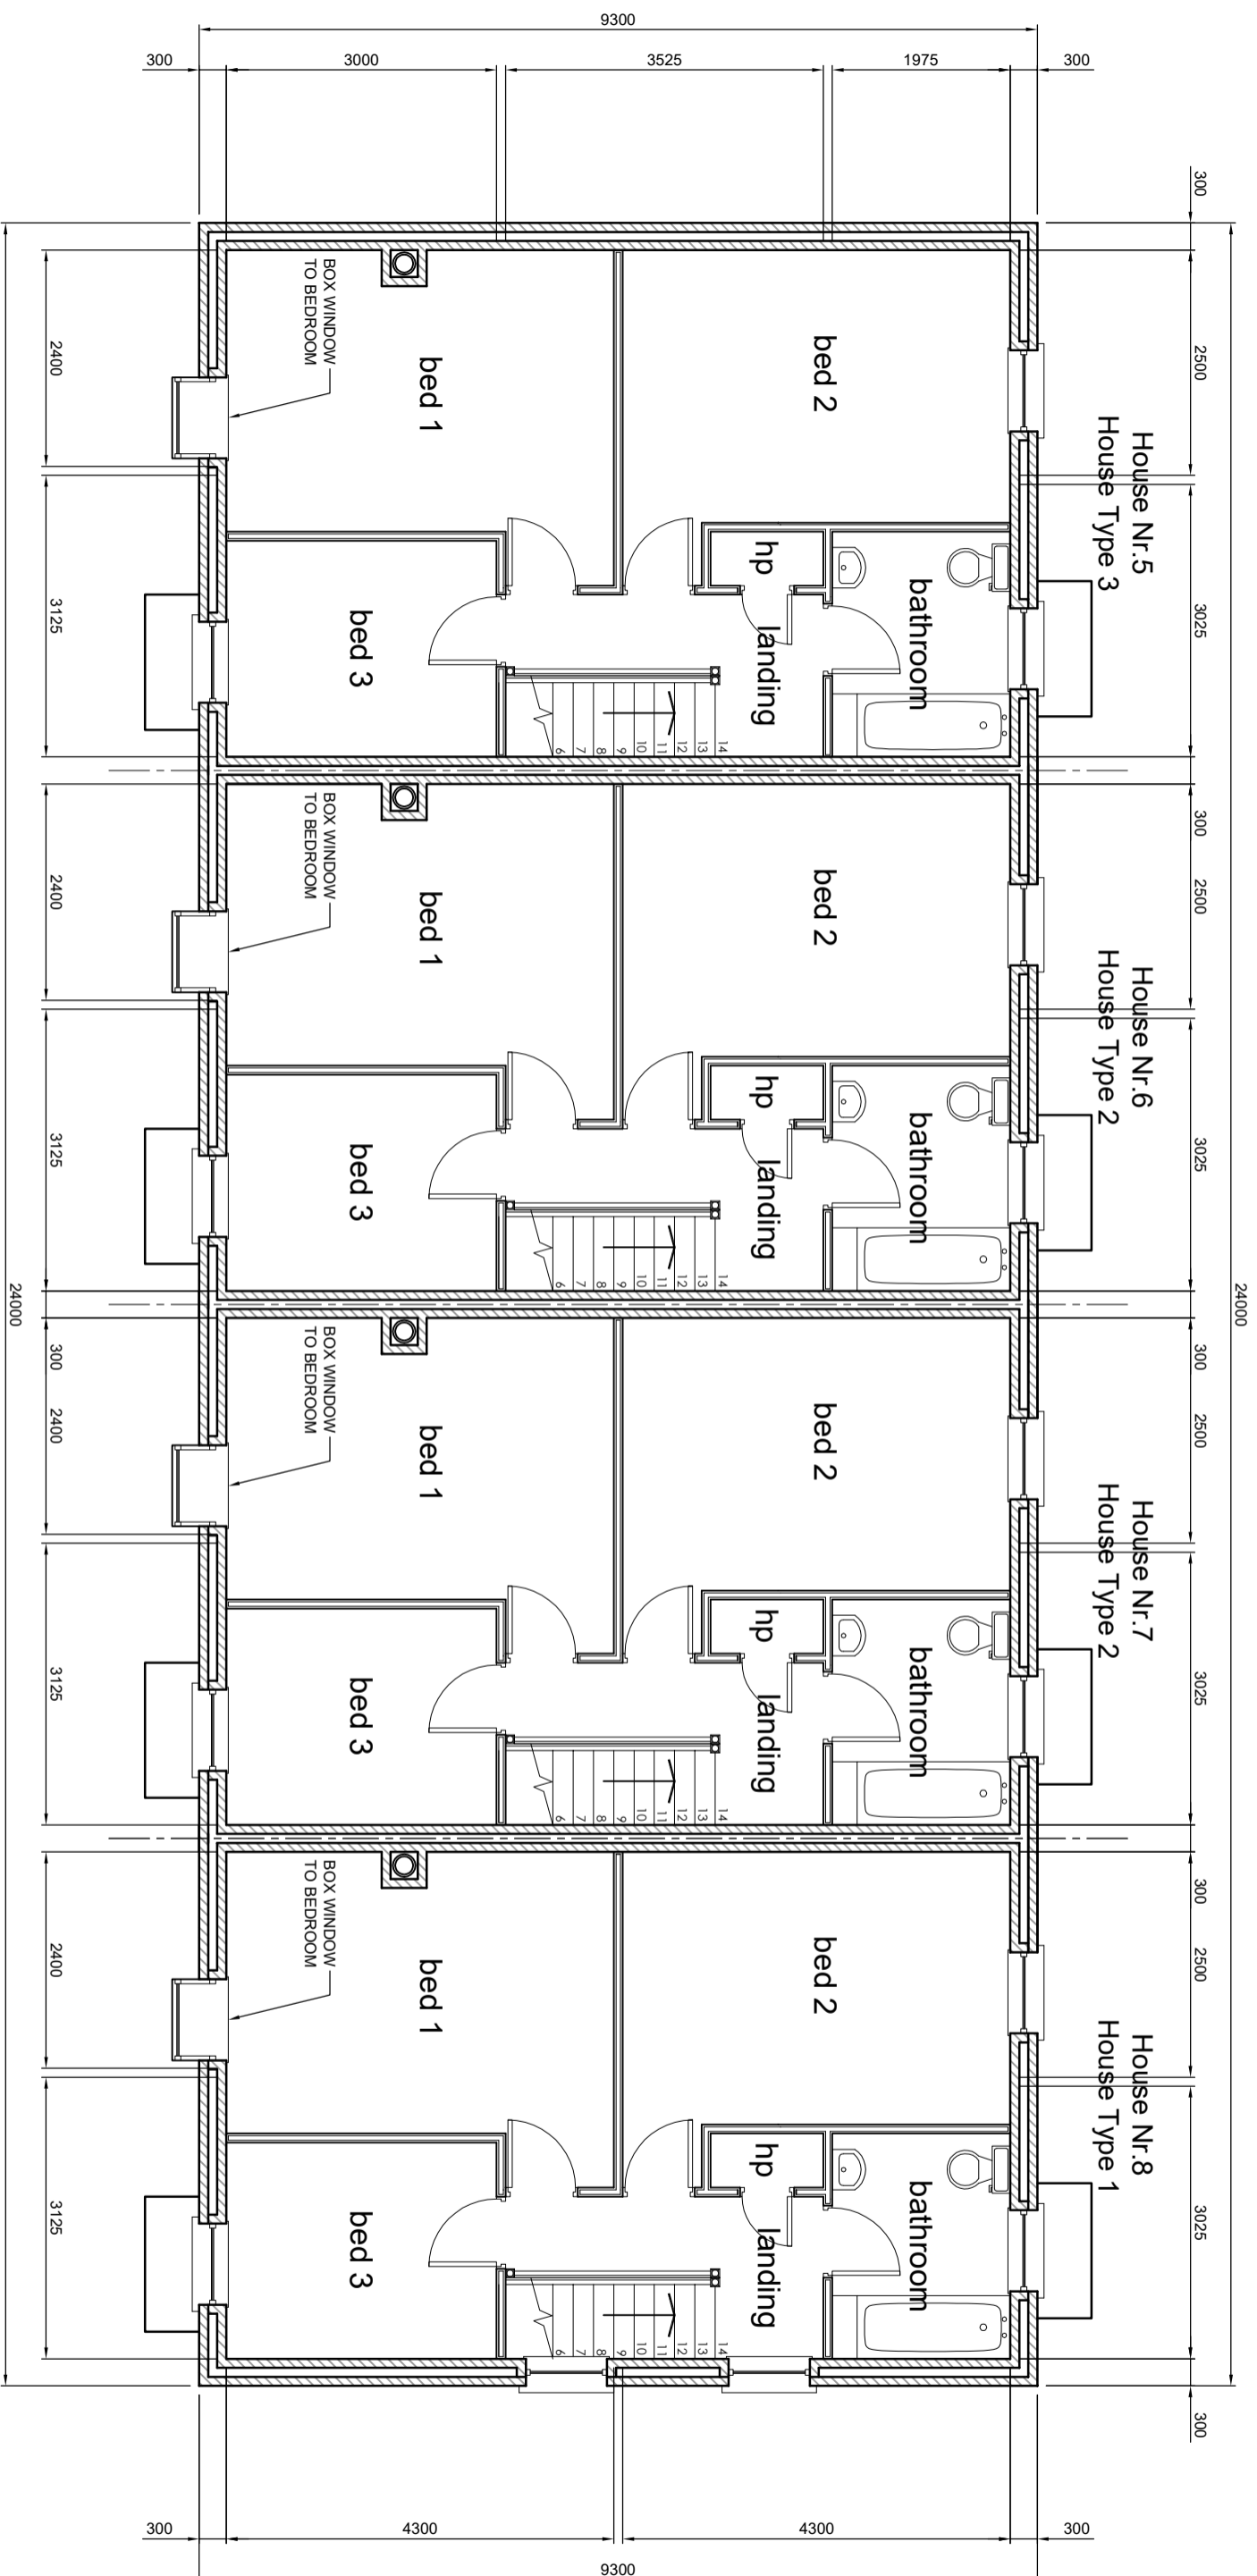 9300
300 3000 3525 1975 300
24000
300 2500 3025 300 2500 3025 300 2500 3025 300 2500 3025 300
House Nr.5
House Type 3
bathroom
bed 2
hp
landing
14
13
12
11
10
9
8
7
6
bed 1
bed 3
BOX WINDOW
TO BEDROOM
House Nr.6
House Type 2
bathroom
bed 2
hp
landing
14
13
12
11
10
9
8
7
6
bed 1
bed 3
BOX WINDOW
TO BEDROOM
House Nr.7
House Type 2
bathroom
bed 2
hp
landing
14
13
12
11
10
9
8
7
6
bed 1
bed 3
BOX WINDOW
TO BEDROOM
House Nr.8
House Type 1
bathroom
bed 2
hp
landing
14
13
12
11
10
9
8
7
6
bed 1
bed 3
BOX WINDOW
TO BEDROOM
2400 3125 2400 3125 300 2400 3125 2400 3125
24000
300 4300 4300 300
9300